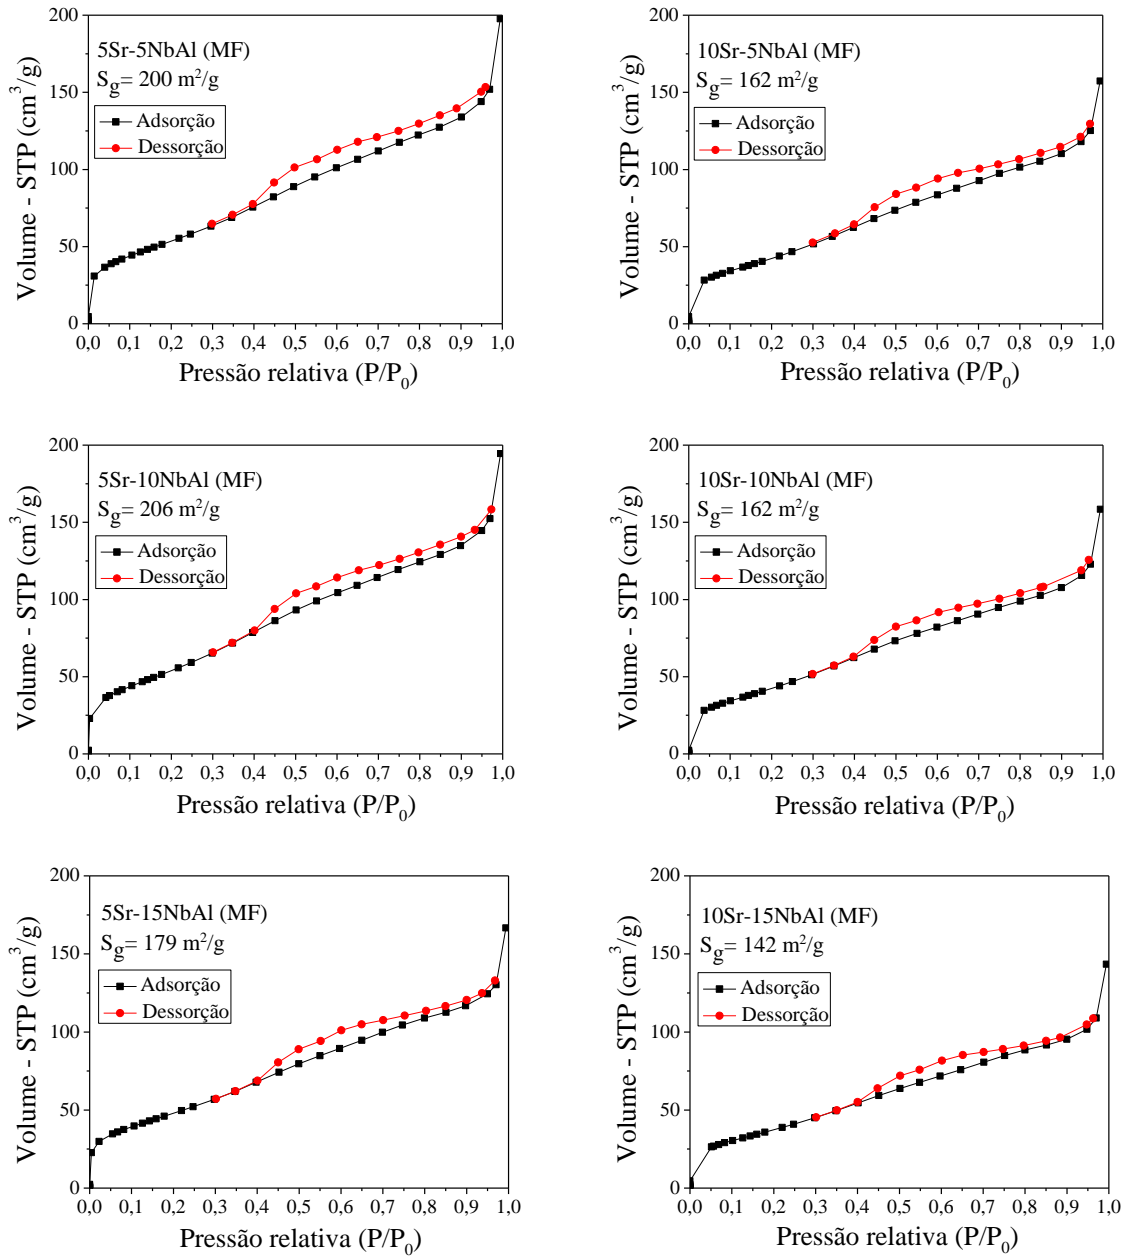 5Sr-5NbAl (MF)
Sg= 200 m²/g
Adsorção
Dessorção
Volume - STP (cm³/g)
200
150
100
50
0
0,0 0,1 0,2 0,3 0,4 0,5 0,6 0,7 0,8 0,9 1,0
Pressão relativa (P/P₀)
10Sr-5NbAl (MF)
Sg= 162 m²/g
Adsorção
Dessorção
Volume - STP (cm³/g)
200
150
100
50
0
0,0 0,1 0,2 0,3 0,4 0,5 0,6 0,7 0,8 0,9 1,0
Pressão relativa (P/P₀)
5Sr-10NbAl (MF)
Sg= 206 m²/g
Adsorção
Dessorção
Volume - STP (cm³/g)
200
150
100
50
0
0,0 0,1 0,2 0,3 0,4 0,5 0,6 0,7 0,8 0,9 1,0
Pressão relativa (P/P₀)
10Sr-10NbAl (MF)
Sg= 162 m²/g
Adsorção
Dessorção
Volume - STP (cm³/g)
200
150
100
50
0
0,0 0,1 0,2 0,3 0,4 0,5 0,6 0,7 0,8 0,9 1,0
Pressão relativa (P/P₀)
5Sr-15NbAl (MF)
Sg= 179 m²/g
Adsorção
Dessorção
Volume - STP (cm³/g)
200
150
100
50
0
0,0 0,1 0,2 0,3 0,4 0,5 0,6 0,7 0,8 0,9 1,0
Pressão relativa (P/P₀)
10Sr-15NbAl (MF)
Sg= 142 m²/g
Adsorção
Dessorção
Volume - STP (cm³/g)
200
150
100
50
0
0,0 0,1 0,2 0,3 0,4 0,5 0,6 0,7 0,8 0,9 1,0
Pressão relativa (P/P₀)